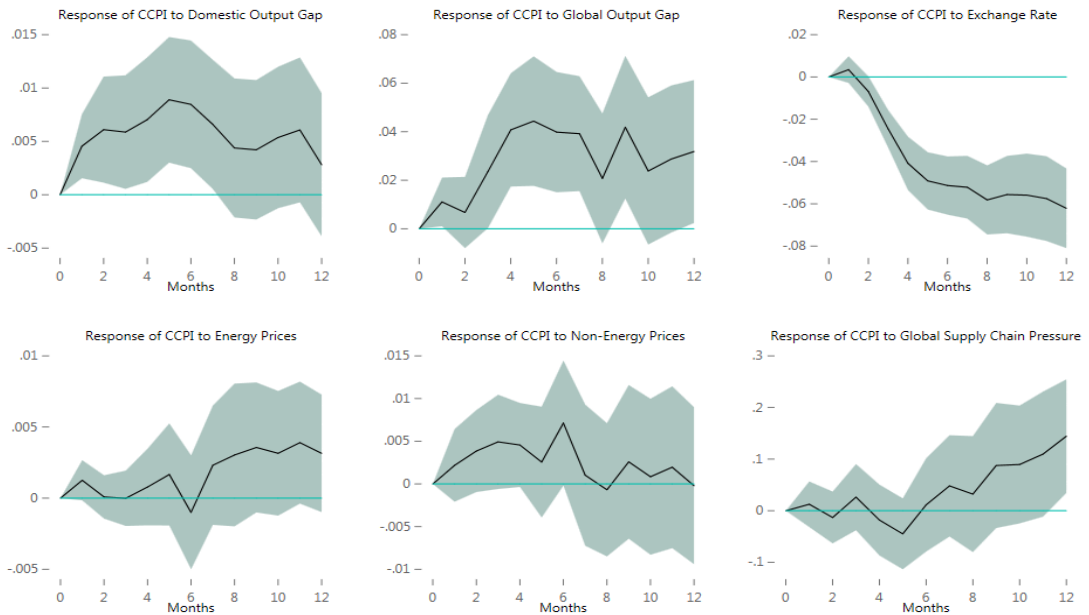 Response of CCPI to Domestic Output Gap
.015
.01
.005
0
-.005
0 2 4 6 8 10 12
Months
Response of CCPI to Global Output Gap
.08
.06
.04
.02
0
0 2 4 6 8 10 12
Months
Response of CCPI to Exchange Rate
.02
0
-.02
-.04
-.06
-.08
0 2 4 6 8 10 12
Months
Response of CCPI to Energy Prices
.01
.005
0
-.005
0 2 4 6 8 10 12
Months
Response of CCPI to Non-Energy Prices
.015
.01
.005
0
-.005
-.01
0 2 4 6 8 10 12
Months
Response of CCPI to Global Supply Chain Pressure
.3
.2
.1
0
-.1
0 2 4 6 8 10 12
Months